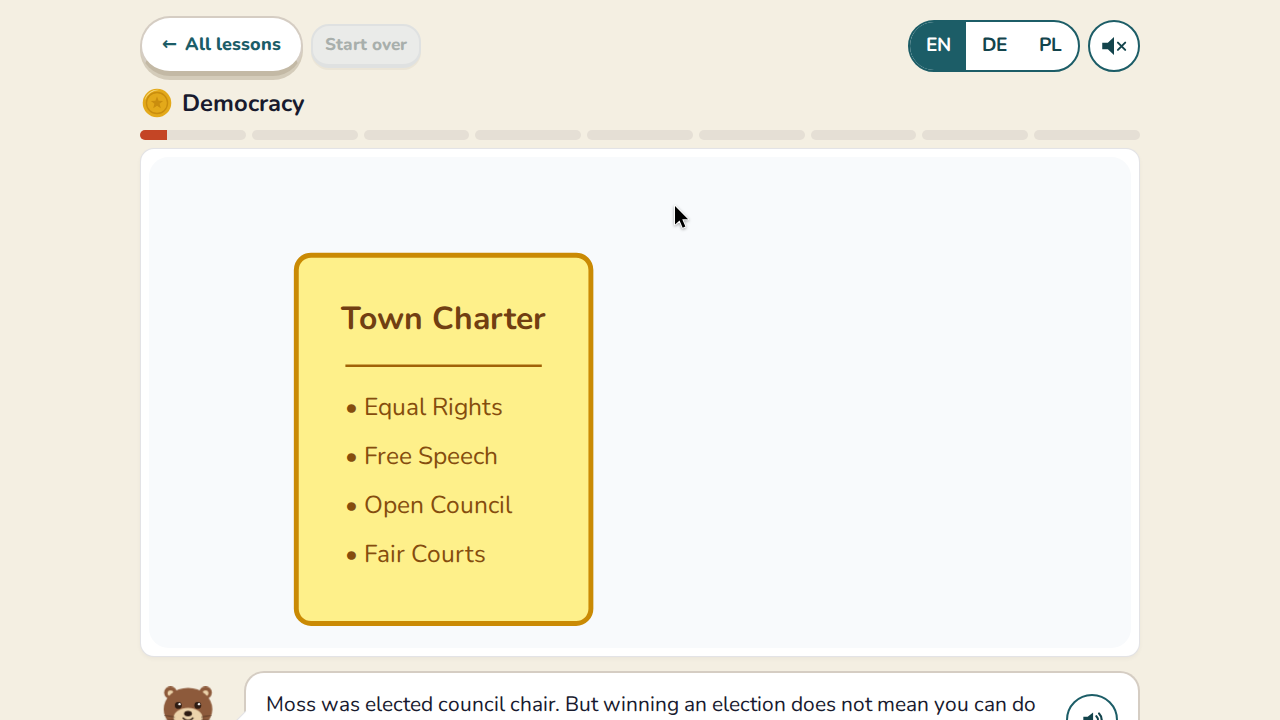 ← All lessons
Start over
EN DE PL
Democracy
Town Charter
• Equal Rights
• Free Speech
• Open Council
• Fair Courts
Moss was elected council chair. But winning an election does not mean you can do